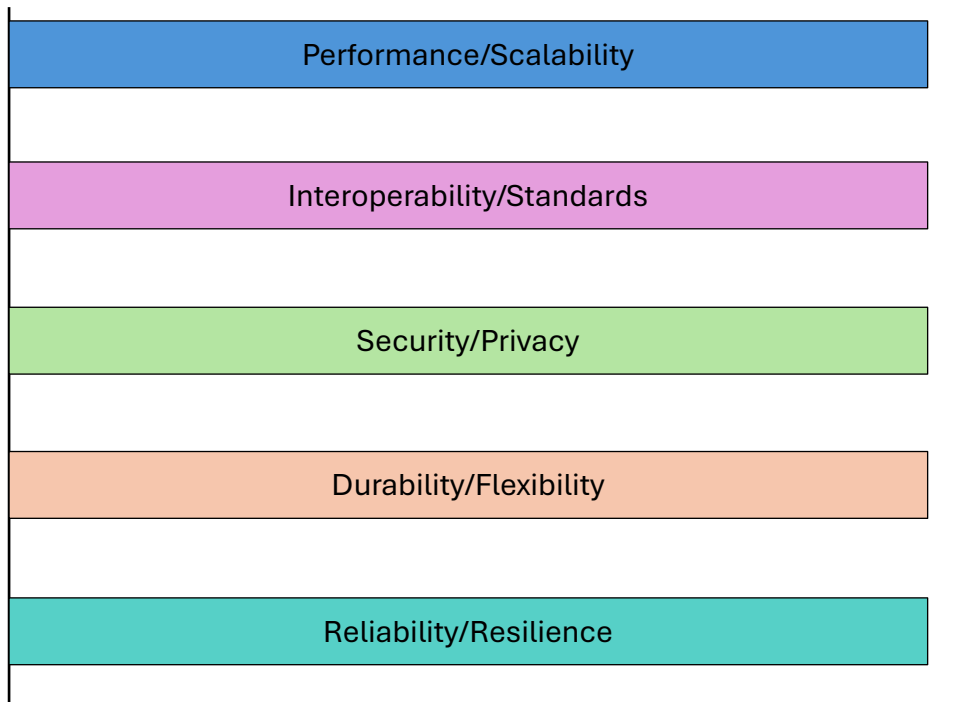 Performance/Scalability
Interoperability/Standards
Security/Privacy
Durability/Flexibility
Reliability/Resilience